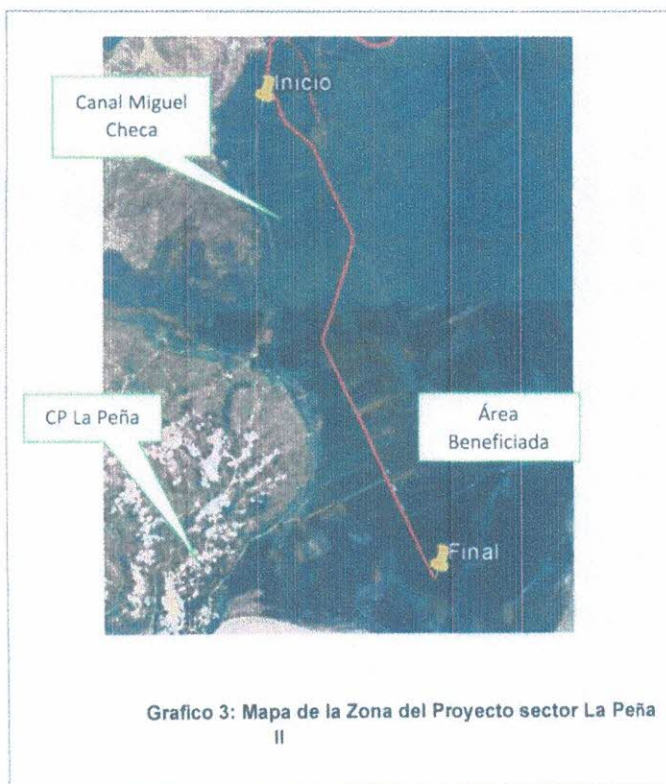 Inicio
Canal Miguel
Checa
CP La Peña
Área
Beneficiada
Final
Grafico 3: Mapa de la Zona del Proyecto sector La Peña
II